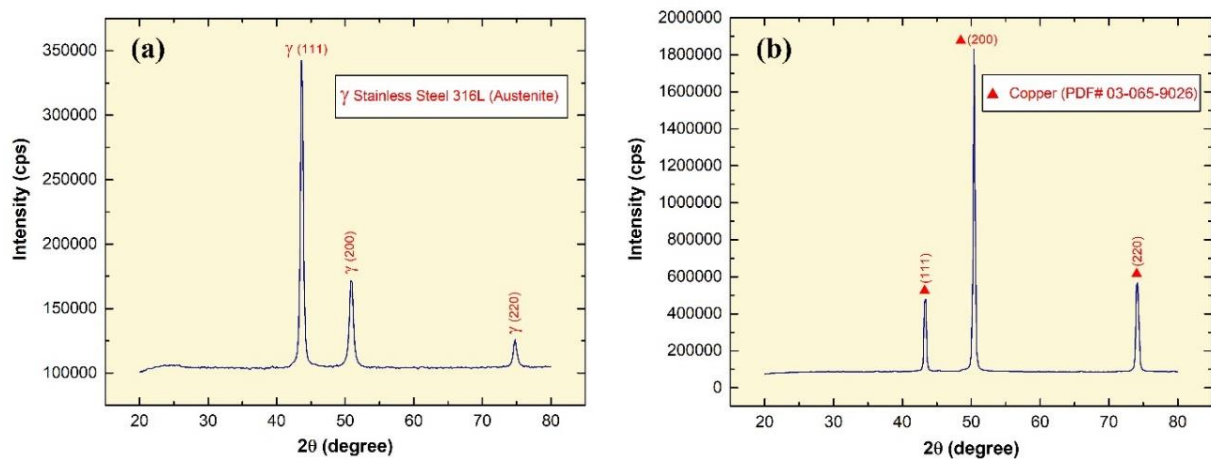 (a)
γ (111)
γ Stainless Steel 316L (Austenite)
γ (200)
γ (220)
Intensity (cps)
350000
300000
250000
200000
150000
100000
20 30 40 50 60 70 80
2θ (degree)
(b)
▲(200)
▲ Copper (PDF# 03-065-9026)
▲ (111)
▲ (220)
Intensity (cps)
2000000
1800000
1600000
1400000
1200000
1000000
800000
600000
400000
200000
0
20 30 40 50 60 70 80
2θ (degree)